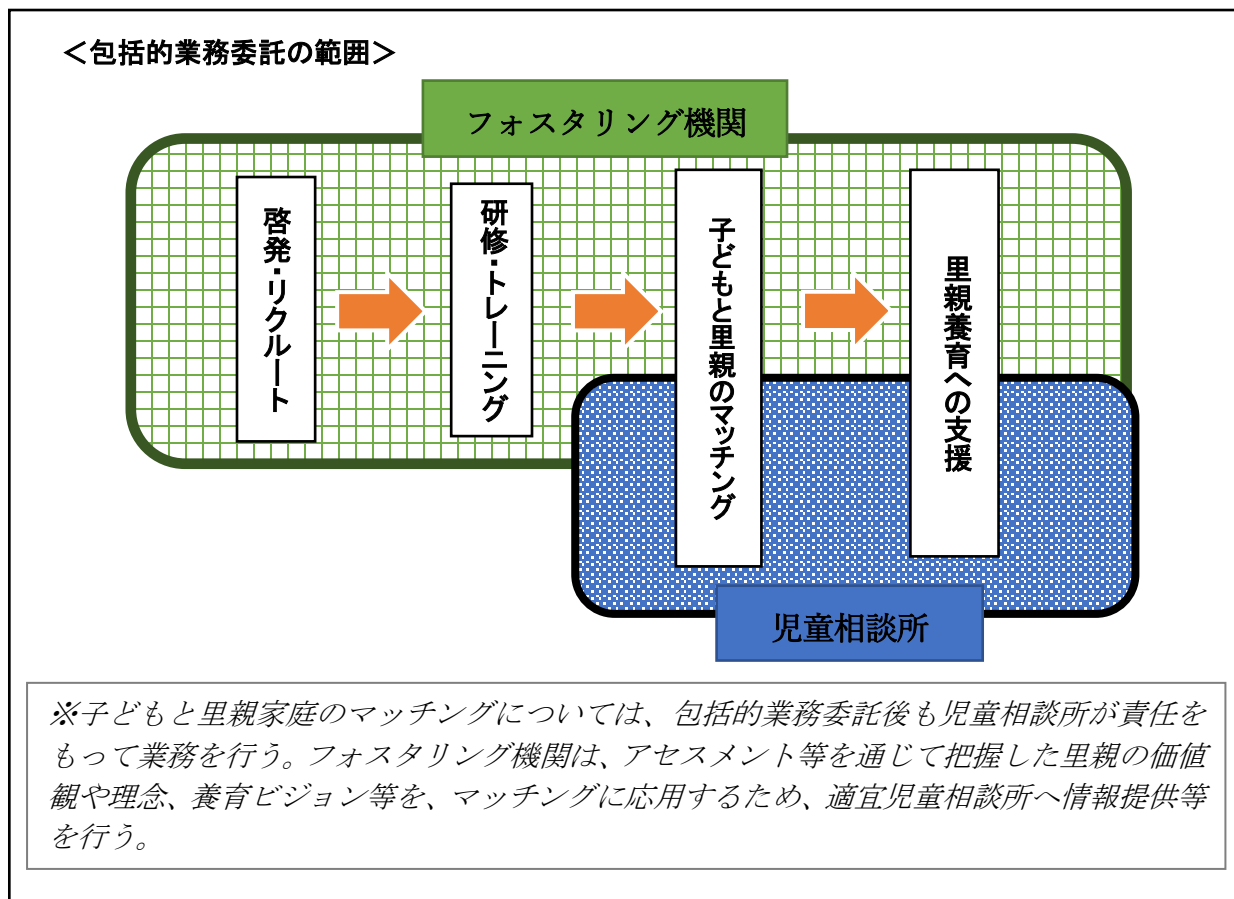 ＜包括的業務委託の範囲＞
フォスタリング機関
啓発・リクルート
研修・トレーニング
子どもと里親のマッチング
里親養育への支援
児童相談所
※子どもと里親家庭のマッチングについては、包括的業務委託後も児童相談所が責任を
もって業務を行う。フォスタリング機関は、アセスメント等を通じて把握した里親の価値
観や理念、養育ビジョン等を、マッチングに応用するため、適宜児童相談所へ情報提供等
を行う。